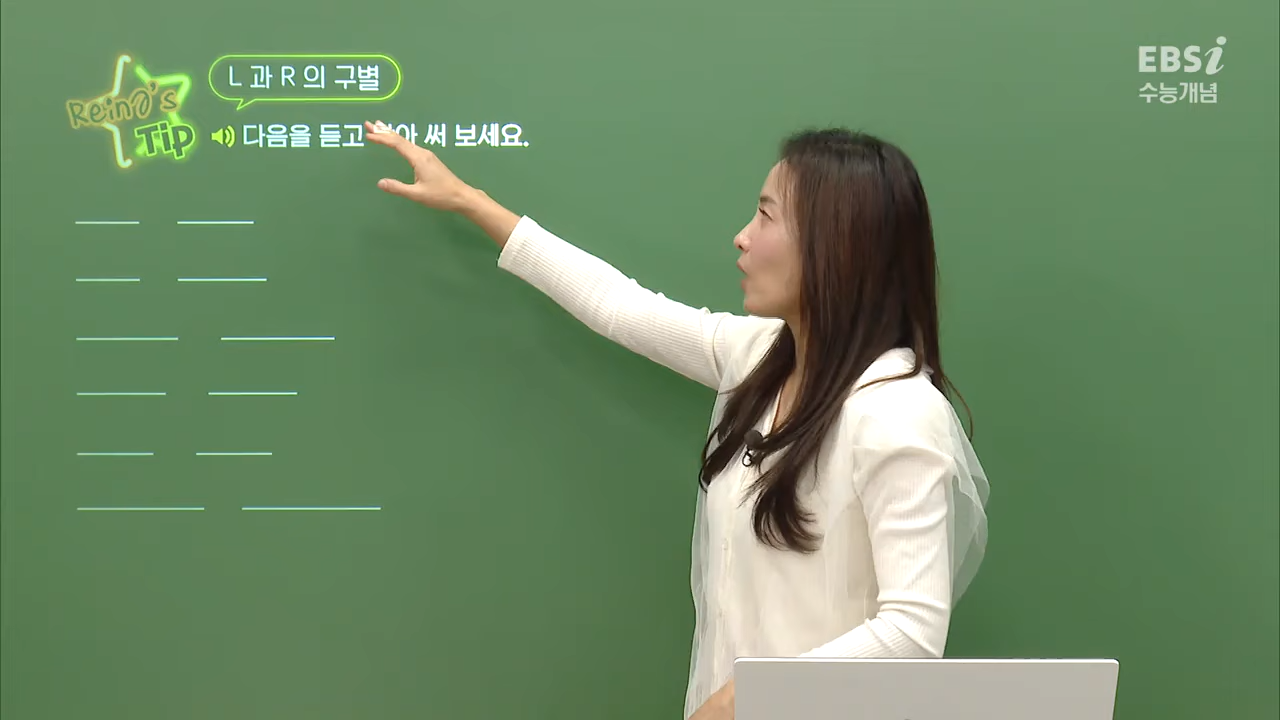 Reina's Tip
L 과 R 의 구별
다음을 듣고 써 보세요.
EBSi
수능개념